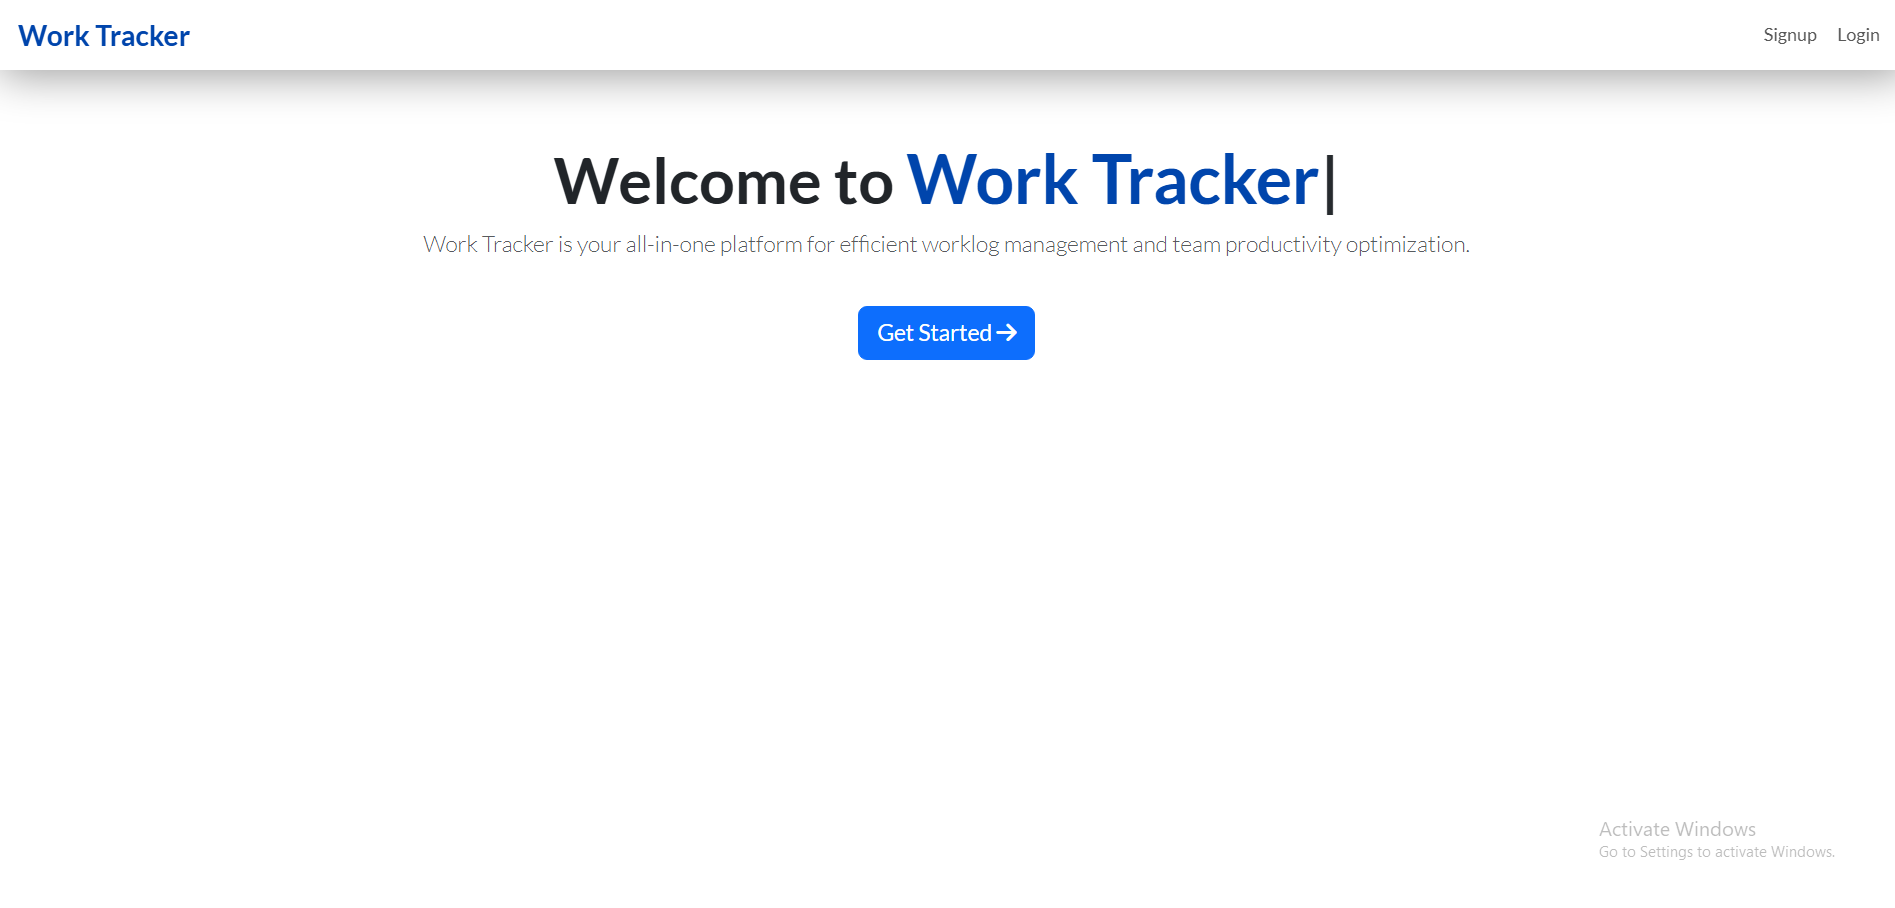 Work Tracker
Signup Login
Welcome to Work Tracker|
Work Tracker is your all-in-one platform for efficient worklog management and team productivity optimization.
Get Started →
Activate Windows
Go to Settings to activate Windows.